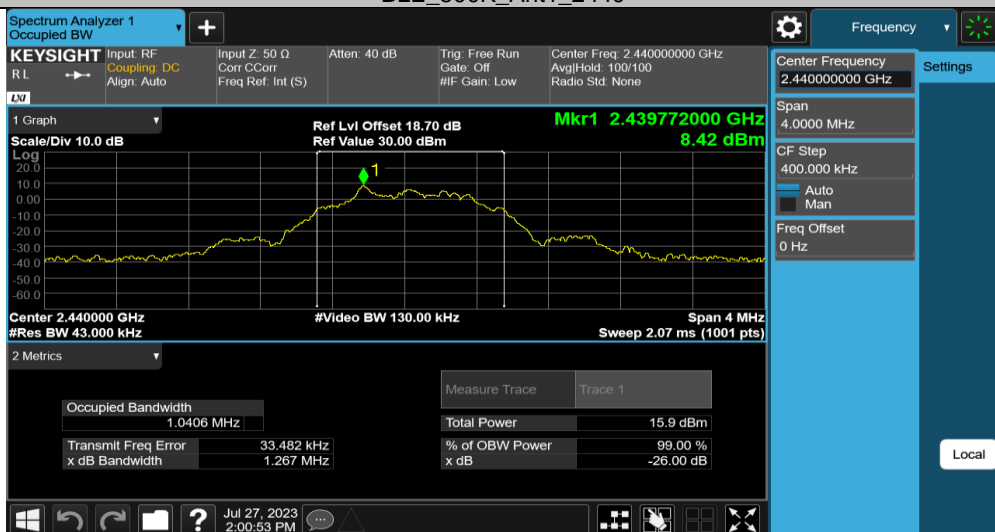 Spectrum Analyzer 1
Occupied BW
Frequency
KEYSIGHT
Input: RF
Coupling: DC
Align: Auto
Input Z: 50 Ω
Corr CCorr
Freq Ref: Int (S)
Atten: 40 dB
Trig: Free Run
Gate: Off
#IF Gain: Low
Center Freq: 2.440000000 GHz
Avg|Hold: 100/100
Radio Std: None
R L
LXI
Center Frequency
2.440000000 GHz
Settings
Span
4.0000 MHz
CF Step
400.000 kHz
Auto
Man
Freq Offset
0 Hz
Local
1 Graph
Scale/Div 10.0 dB
Ref Lvl Offset 18.70 dB
Ref Value 30.00 dBm
Mkr1 2.439772000 GHz
8.42 dBm
Log
20.0
10.0
0.00
-10.0
-20.0
-30.0
-40.0
-50.0
-60.0
1
Center 2.440000 GHz
#Res BW 43.000 kHz
#Video BW 130.00 kHz
Span 4 MHz
Sweep 2.07 ms (1001 pts)
2 Metrics
Measure Trace Trace 1
Occupied Bandwidth
1.0406 MHz
Total Power 15.9 dBm
Transmit Freq Error 33.482 kHz
% of OBW Power 99.00 %
x dB Bandwidth 1.267 MHz
x dB -26.00 dB
Jul 27, 2023
2:00:53 PM